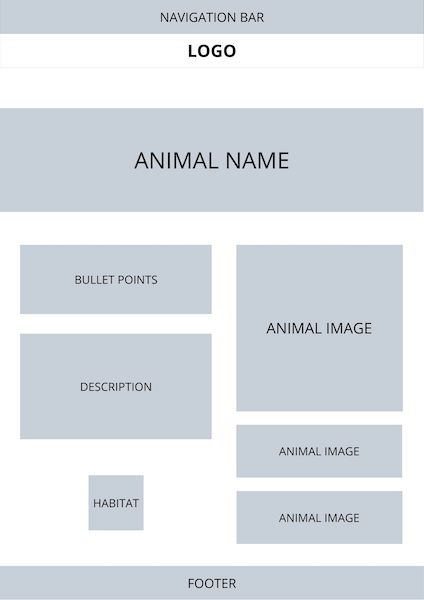 NAVIGATION BAR
LOGO
ANIMAL NAME
BULLET POINTS
DESCRIPTION
HABITAT
ANIMAL IMAGE
ANIMAL IMAGE
ANIMAL IMAGE
FOOTER